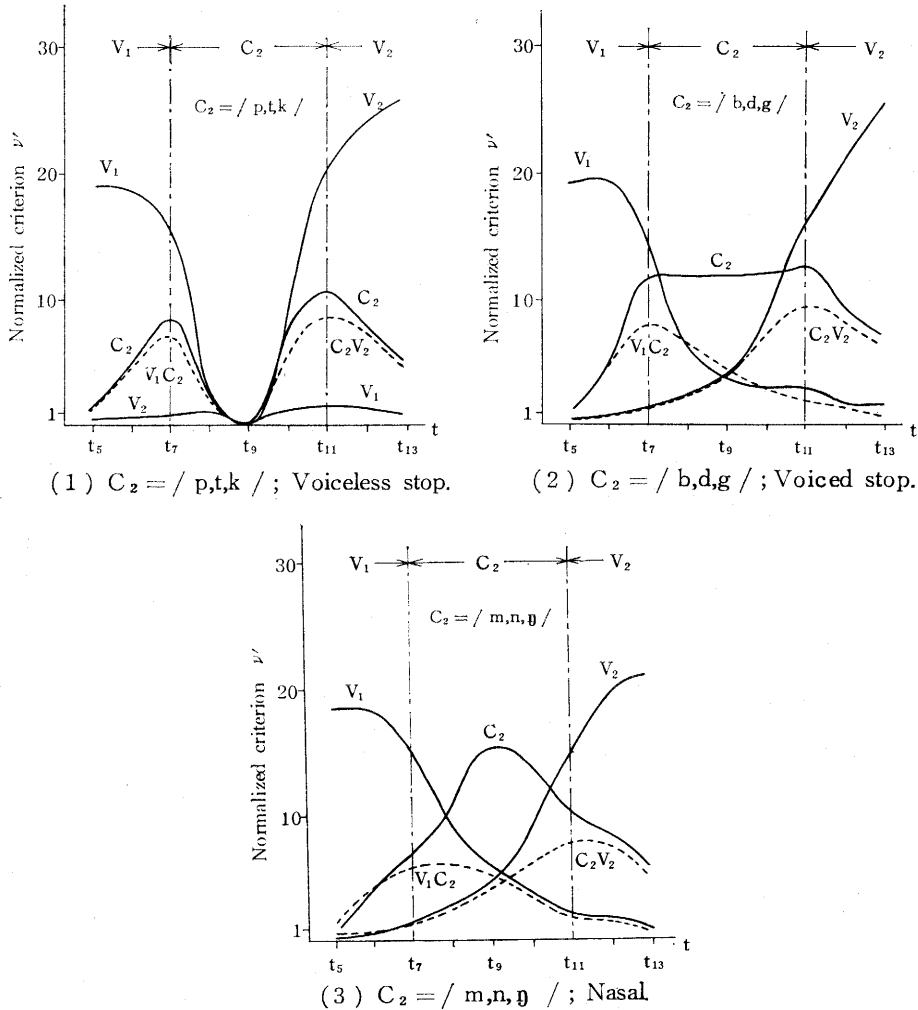 30
V₁ C₂ V₂
C₂ = / p,t,k /
V₂
V₁
20
Normalized criterion ν'
10
C₂
C₂
V₁C₂
C₂V₂
V₂
V₁
1
t₅ t₇ t₉ t₁₁ t₁₃ t
(1) C₂ = / p,t,k / ; Voiceless stop.
30
V₁ C₂ V₂
C₂ = / b,d,g /
V₂
V₁
20
Normalized criterion ν'
C₂
10
V₁C₂
C₂V₂
1
t₅ t₇ t₉ t₁₁ t₁₃ t
(2) C₂ = / b,d,g / ; Voiced stop.
30
V₁ C₂ V₂
C₂ = / m,n,ŋ /
V₂
V₁
20
Normalized criterion ν'
C₂
10
V₁C₂
C₂V₂
1
t₅ t₇ t₉ t₁₁ t₁₃ t
(3) C₂ = / m,n,ŋ / ; Nasal.